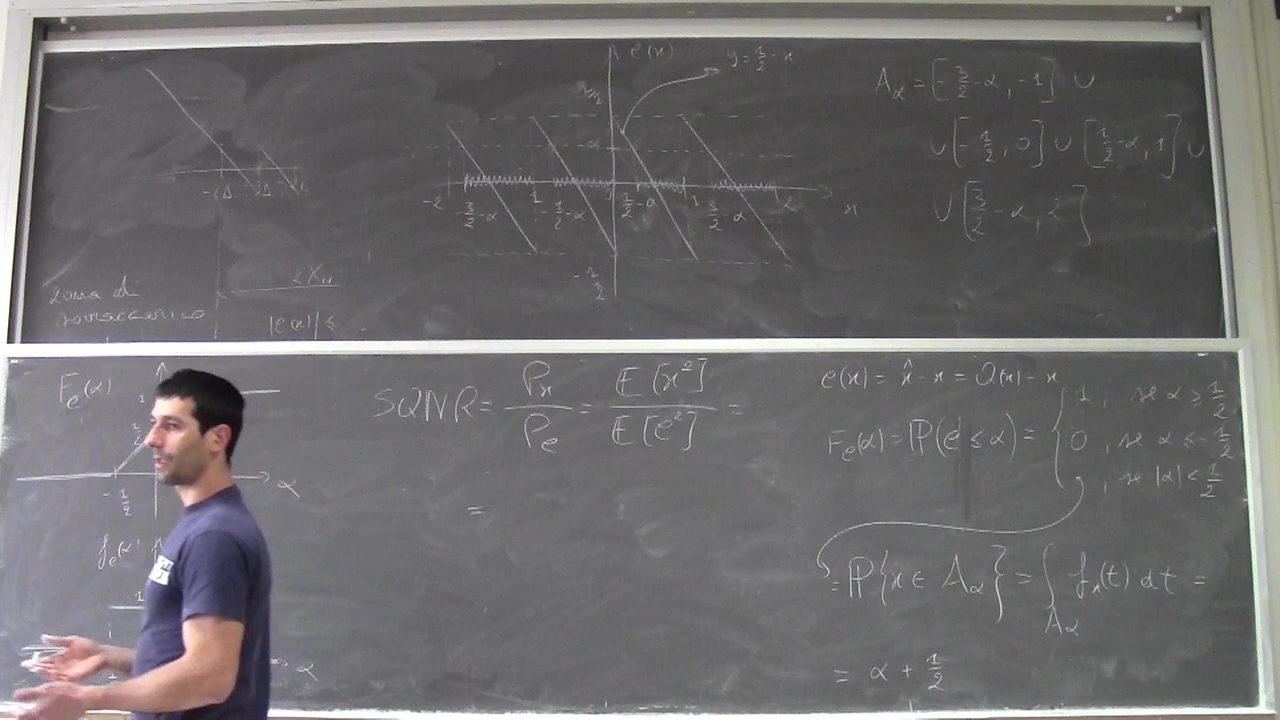 e(x)
y = 1/2 - x
1/2
α
-2
-3/2-α
-1/2-α
1/2-α
1
3/2-α
2
x
-1/2
A_α = [-3/2-α, -1] ∪
∪ [-1/2, 0] ∪ [1/2-α, 1] ∪
∪ [3/2-α, 2]
zona di
sovraccarico
|e(x)| ≤
F_e(α)
1
1/2
-1/2
α
f_e(α)
1
α
SQNR = P_x / P_e = E[x²] / E[e²] =
=
e(x) = x̂ - x = Q(x) - x
F_e(α) = P(e ≤ α) = {
1, se α ≥ 1/2
0, se α ≤ -1/2
, se |α| < 1/2
= P{x ∈ A_α} = ∫_{A_α} f_x(t) dt =
= α + 1/2